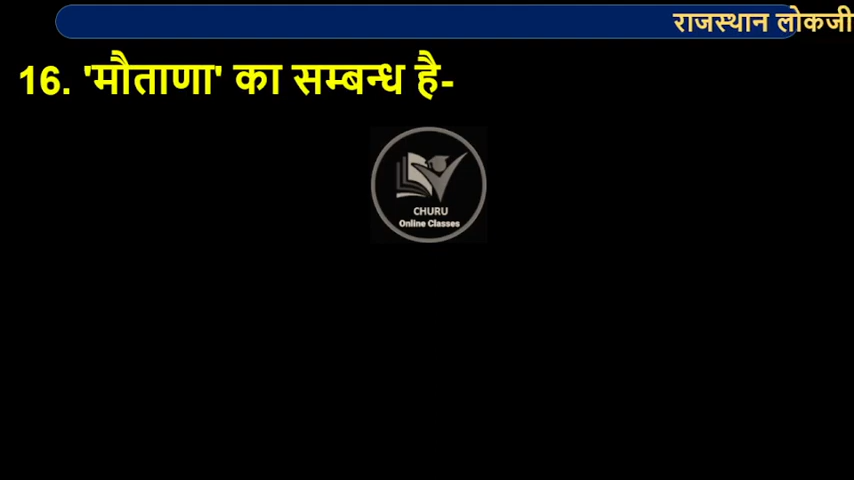 राजस्थान लोकजी
16. 'मौताणा' का सम्बन्ध है-
CHURU
Online Classes